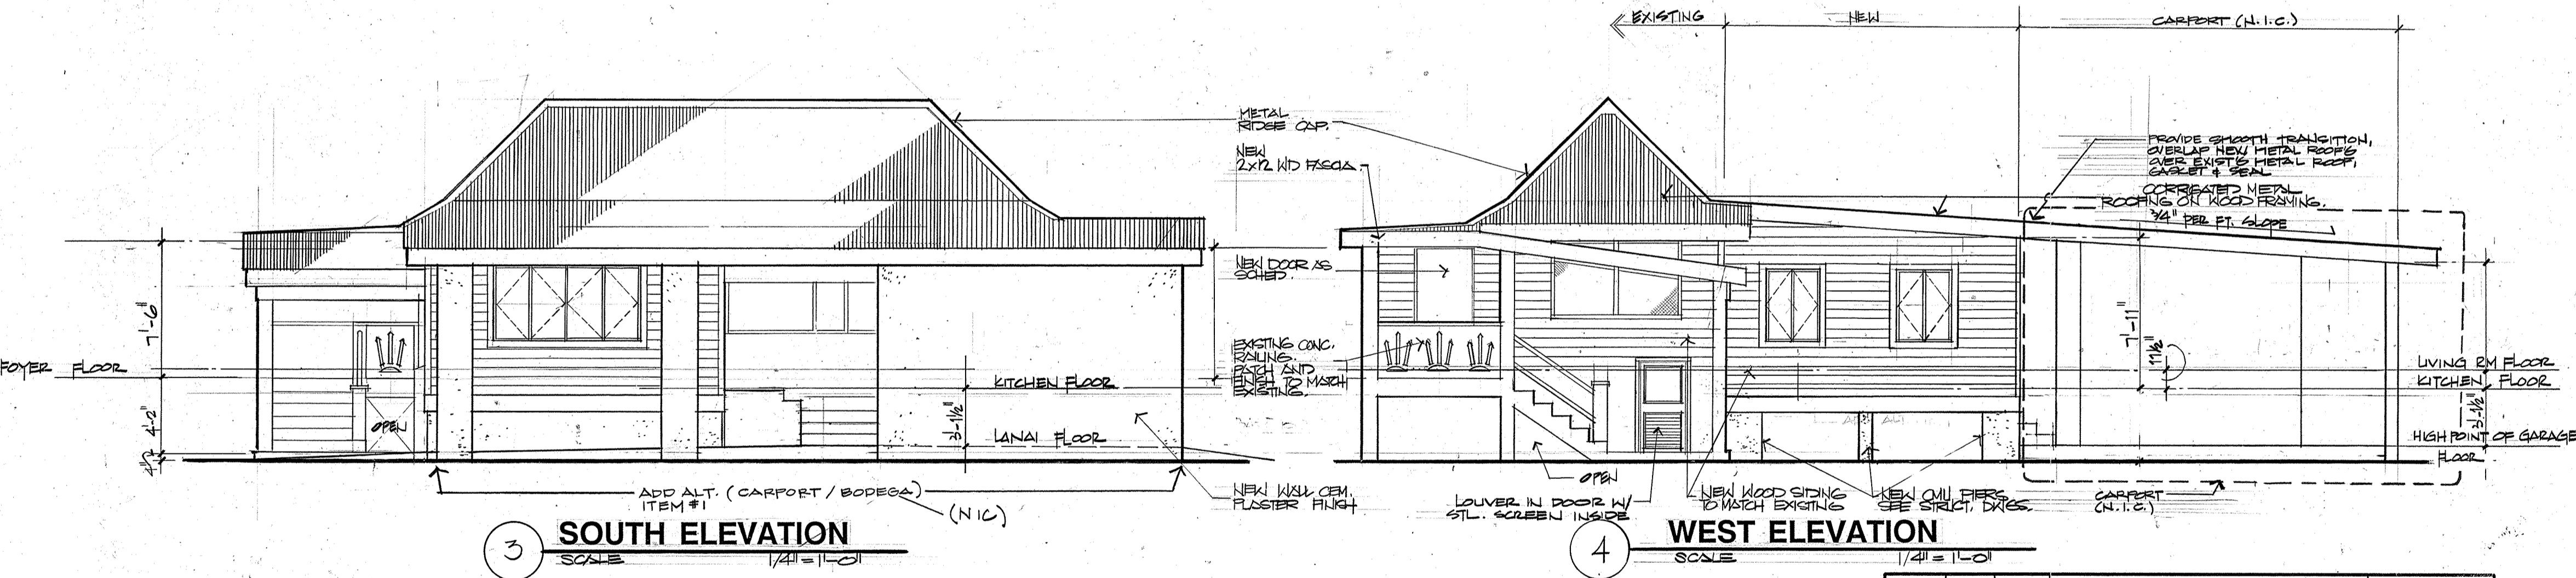 EXISTING
NEW
CARPORT (N.I.C.)
METAL
RIDGE CAP.
NEW
2x12 WD FASCIA
PROVIDE SMOOTH TRANSITION,
OVERLAP NEW METAL ROOF'G
OVER EXIST'G METAL ROOF,
GASKET & SEAL
CORRIGATED METAL
ROOFING ON WOOD FRAMING.
3/4" PER FT. SLOPE
NEW DOOR AS
SCHED.
7'-6"
FOYER FLOOR
4'-2"
OPEN
KITCHEN FLOOR
3'-1½"
LANAI FLOOR
EXISTING CONC.
RAILING.
PATCH AND
FINISH TO MATCH
EXISTING.
7'-11"
11½"
LIVING RM FLOOR
KITCHEN FLOOR
3'-1½"
HIGH POINT OF GARAGE
FLOOR
ADD ALT. (CARPORT / BODEGA)
ITEM #1
(NIC)
NEW WALL CEM.
PLASTER FINISH
OPEN
LOUVER IN DOOR W/
STL. SCREEN INSIDE
NEW WOOD SIDING
TO MATCH EXISTING
NEW CMU PIERS
SEE STRUCT. DWGS.
CARPORT
(N.I.C.)
3 SOUTH ELEVATION
SCALE 1/4" = 1'-0"
4 WEST ELEVATION
SCALE 1/4" = 1'-0"